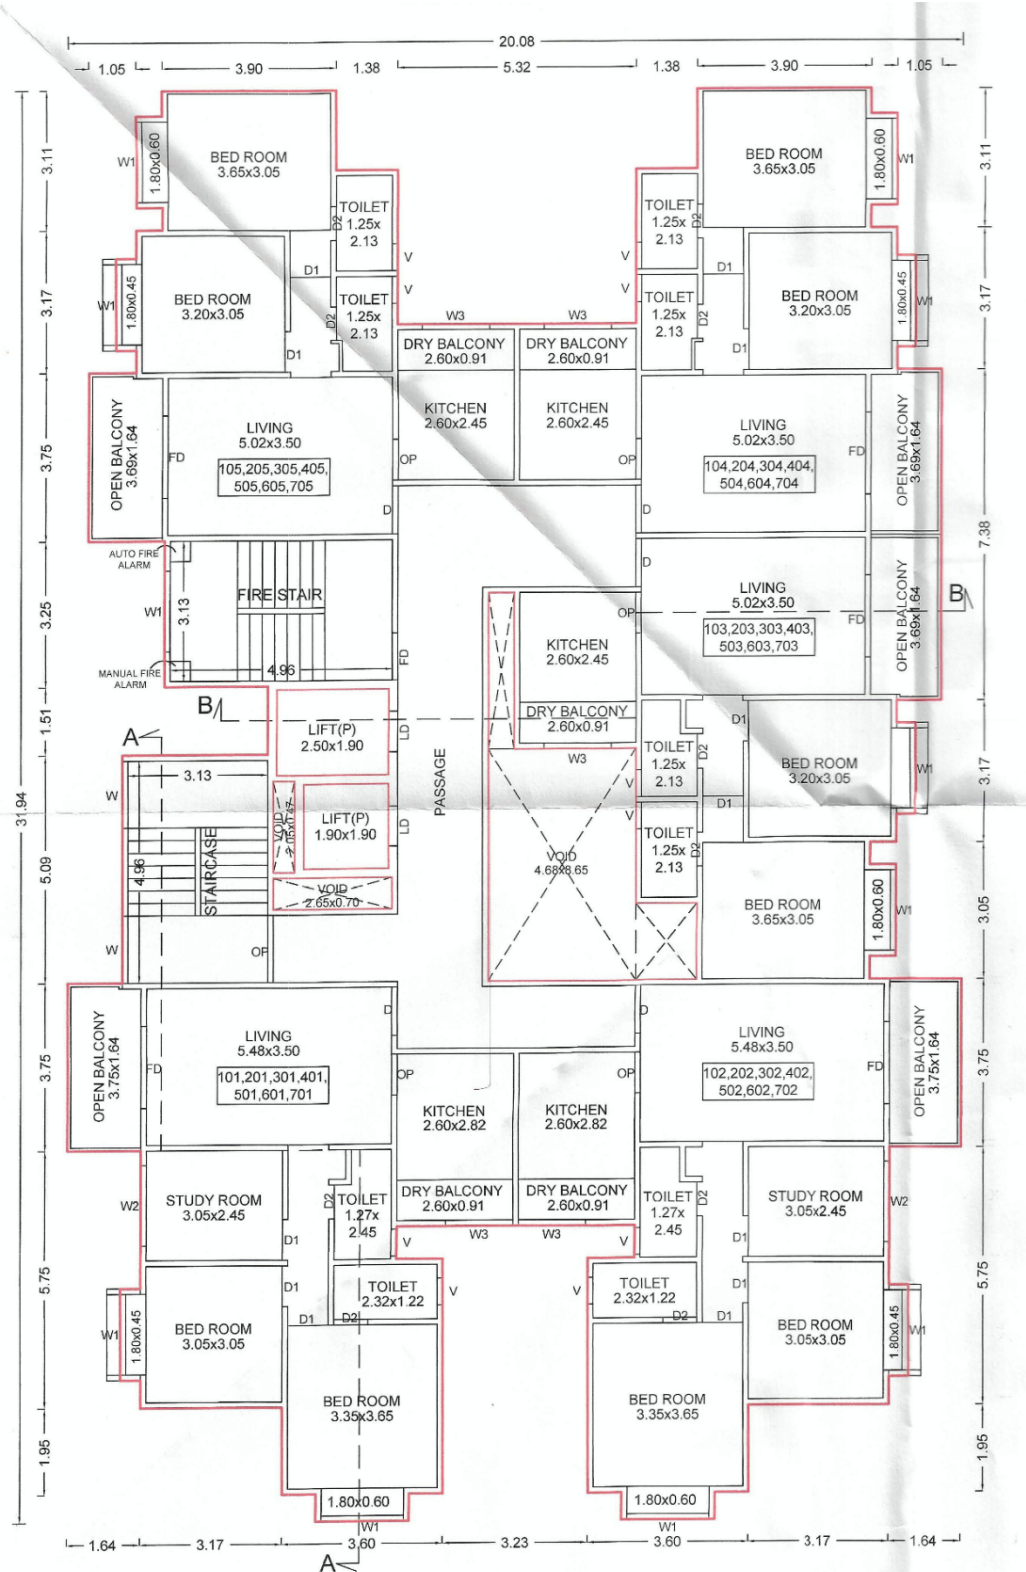 20.08
1.05
3.90
1.38
5.32
1.38
3.90
1.05
31.94
3.11
3.17
3.75
3.25
1.51
5.09
3.75
5.75
1.95
W1
1.80x0.60
BED ROOM
3.65x3.05
TOILET
1.25x
2.13
D2
V
BED ROOM
3.65x3.05
TOILET
1.25x
2.13
D2
V
1.80x0.60
W1
3.11
W1
1.80x0.45
BED ROOM
3.20x3.05
D1
D1
D2
TOILET
1.25x
2.13
V
W3
W3
V
TOILET
1.25x
2.13
D2
D1
D1
BED ROOM
3.20x3.05
1.80x0.45
W1
3.17
DRY BALCONY
2.60x0.91
DRY BALCONY
2.60x0.91
KITCHEN
2.60x2.45
KITCHEN
2.60x2.45
OP
OP
OPEN BALCONY
3.69x1.64
FD
LIVING
5.02x3.50
105,205,305,405,
505,605,705
D
LIVING
5.02x3.50
104,204,304,404,
504,604,704
D
FD
OPEN BALCONY
3.69x1.64
7.38
AUTO FIRE
ALARM
W1
3.13
FIRE STAIR
4.96
FD
MANUAL FIRE
ALARM
D
LIVING
5.02x3.50
103,203,303,403,
503,603,703
OP
FD
OPEN BALCONY
3.69x1.64
B
KITCHEN
2.60x2.45
DRY BALCONY
2.60x0.91
W3
B
A
LIFT(P)
2.50x1.90
LD
LIFT(P)
1.90x1.90
LD
VOID
VOID
2.65x0.70
PASSAGE
VOID
4.68x8.65
TOILET
1.25x
2.13
V
D2
D1
D1
BED ROOM
3.20x3.05
W1
3.17
V
TOILET
1.25x
2.13
D2
BED ROOM
3.65x3.05
1.80x0.60
W1
3.05
W
3.13
4.96
STAIRCASE
W
OP
OPEN BALCONY
3.75x1.64
FD
LIVING
5.48x3.50
101,201,301,401,
501,601,701
D
OP
D
OP
LIVING
5.48x3.50
102,202,302,402,
502,602,702
FD
OPEN BALCONY
3.75x1.64
3.75
KITCHEN
2.60x2.82
KITCHEN
2.60x2.82
DRY BALCONY
2.60x0.91
DRY BALCONY
2.60x0.91
W3
W3
V
V
W2
STUDY ROOM
3.05x2.45
D1
D2
TOILET
1.27x
2.45
TOILET
1.27x
2.45
D2
D1
STUDY ROOM
3.05x2.45
W2
5.75
W1
1.80x0.45
BED ROOM
3.05x3.05
D1
D1
D2
TOILET
2.32x1.22
V
V
TOILET
2.32x1.22
D2
D1
D1
BED ROOM
3.05x3.05
1.80x0.45
W1
BED ROOM
3.35x3.65
BED ROOM
3.35x3.65
1.95
1.80x0.60
W1
1.80x0.60
W1
1.64
3.17
3.60
3.23
3.60
3.17
1.64
A